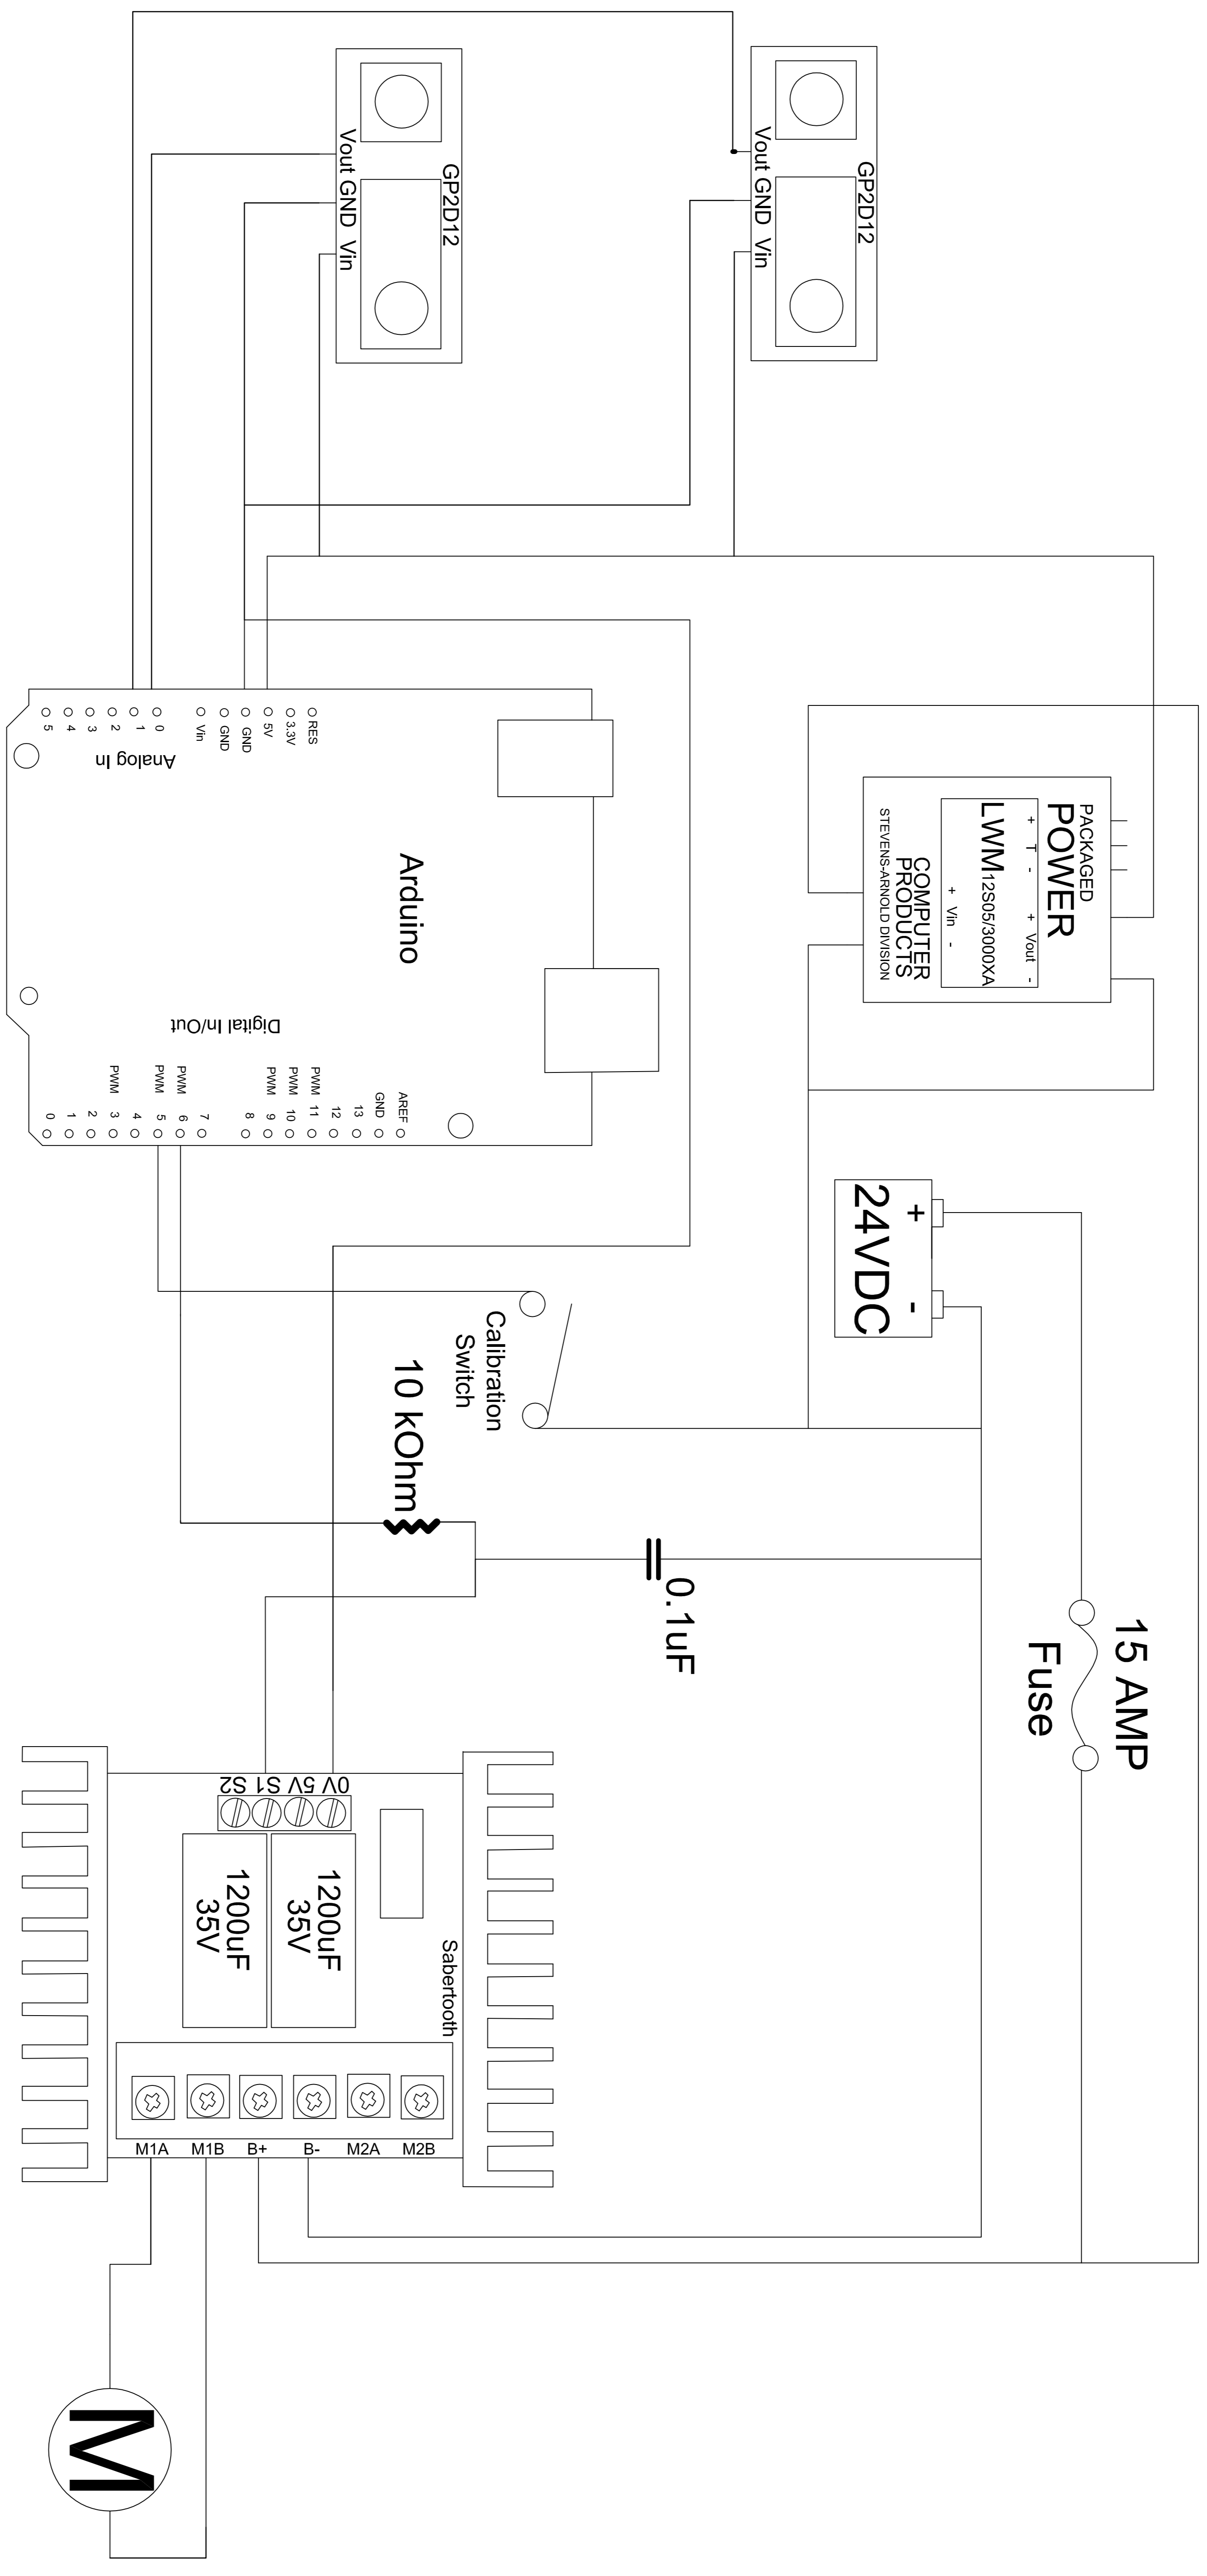 Vout GND Vin
GP2D12
Vout GND Vin
GP2D12
RES
3.3V
5V
GND
GND
Vin
0
1
2
3
4
5
Analog In
Arduino
Digital In/Out
AREF
GND
13
12
PWM 11
PWM 10
PWM 9
8
7
PWM 6
PWM 5
4
PWM 3
2
1
0
PACKAGED
POWER
+ T - + Vout -
LWM12S05/3000XA
+ Vin -
COMPUTER
PRODUCTS
STEVENS-ARNOLD DIVISION
+ -
24VDC
Calibration
Switch
10 kOhm
0.1uF
15 AMP
Fuse
0V 5V S1 S2
1200uF
35V
1200uF
35V
Sabertooth
M1A M1B B+ B- M2A M2B
M